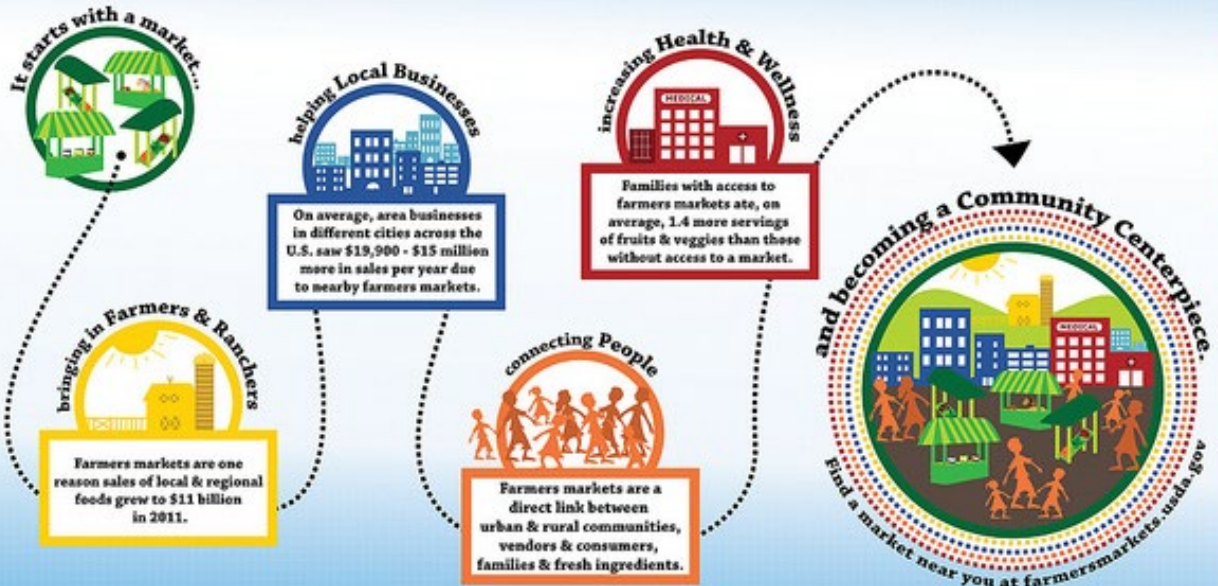 It starts with a market...
bringing in Farmers & Ranchers
Farmers markets are one
reason sales of local & regional
foods grew to $11 billion
in 2011.
helping Local Businesses
On average, area businesses
in different cities across the
U.S. saw $19,900 - $15 million
more in sales per year due
to nearby farmers markets.
connecting People
Farmers markets are a
direct link between
urban & rural communities,
vendors & consumers,
families & fresh ingredients.
increasing Health & Wellness
MEDICAL
Families with access to
farmers markets ate, on
average, 1.4 more servings
of fruits & veggies than those
without access to a market.
and becoming a Community Centerpiece.
MEDICAL
Find a market near you at farmersmarkets.usda.gov